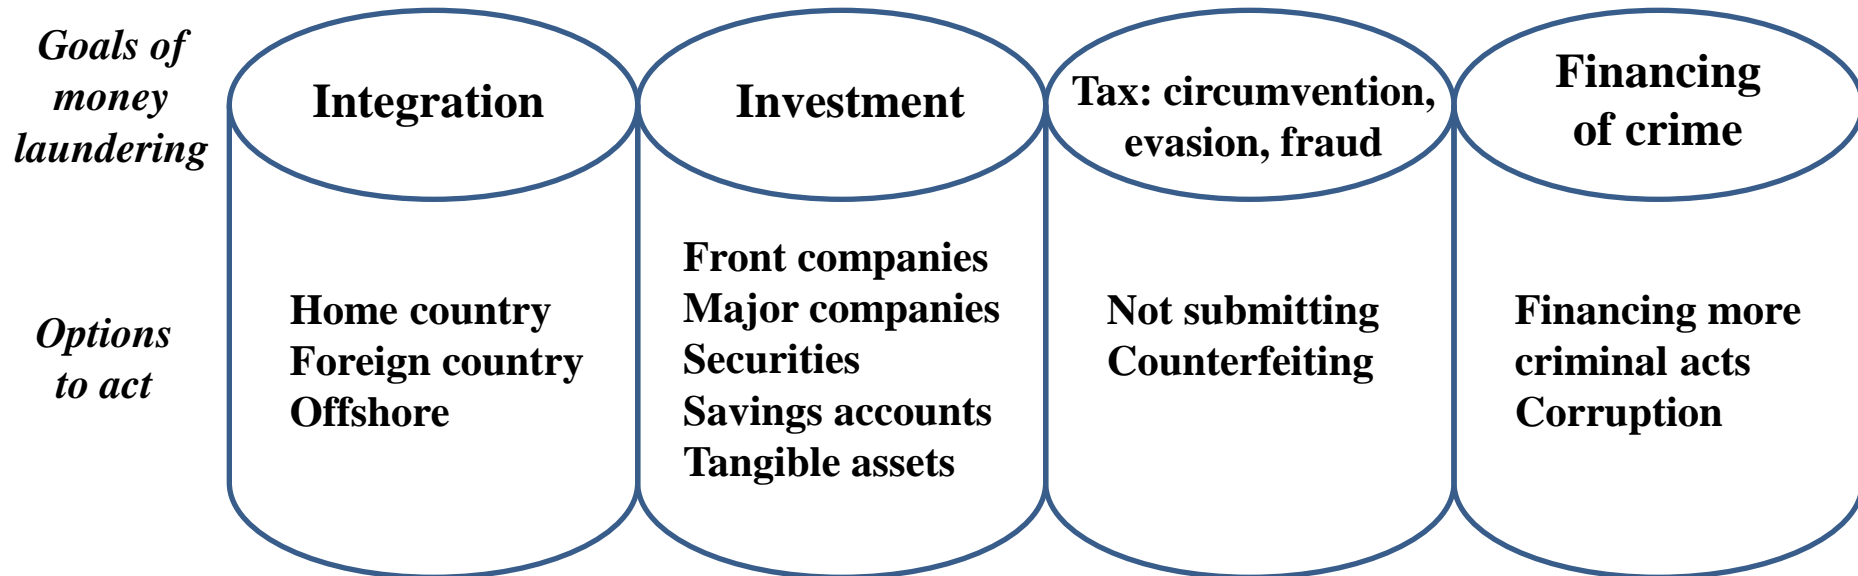 Goals of
money
laundering
Integration
Investment
Tax: circumvention,
evasion, fraud
Financing
of crime
Options
to act
Home country
Foreign country
Offshore
Front companies
Major companies
Securities
Savings accounts
Tangible assets
Not submitting
Counterfeiting
Financing more
criminal acts
Corruption